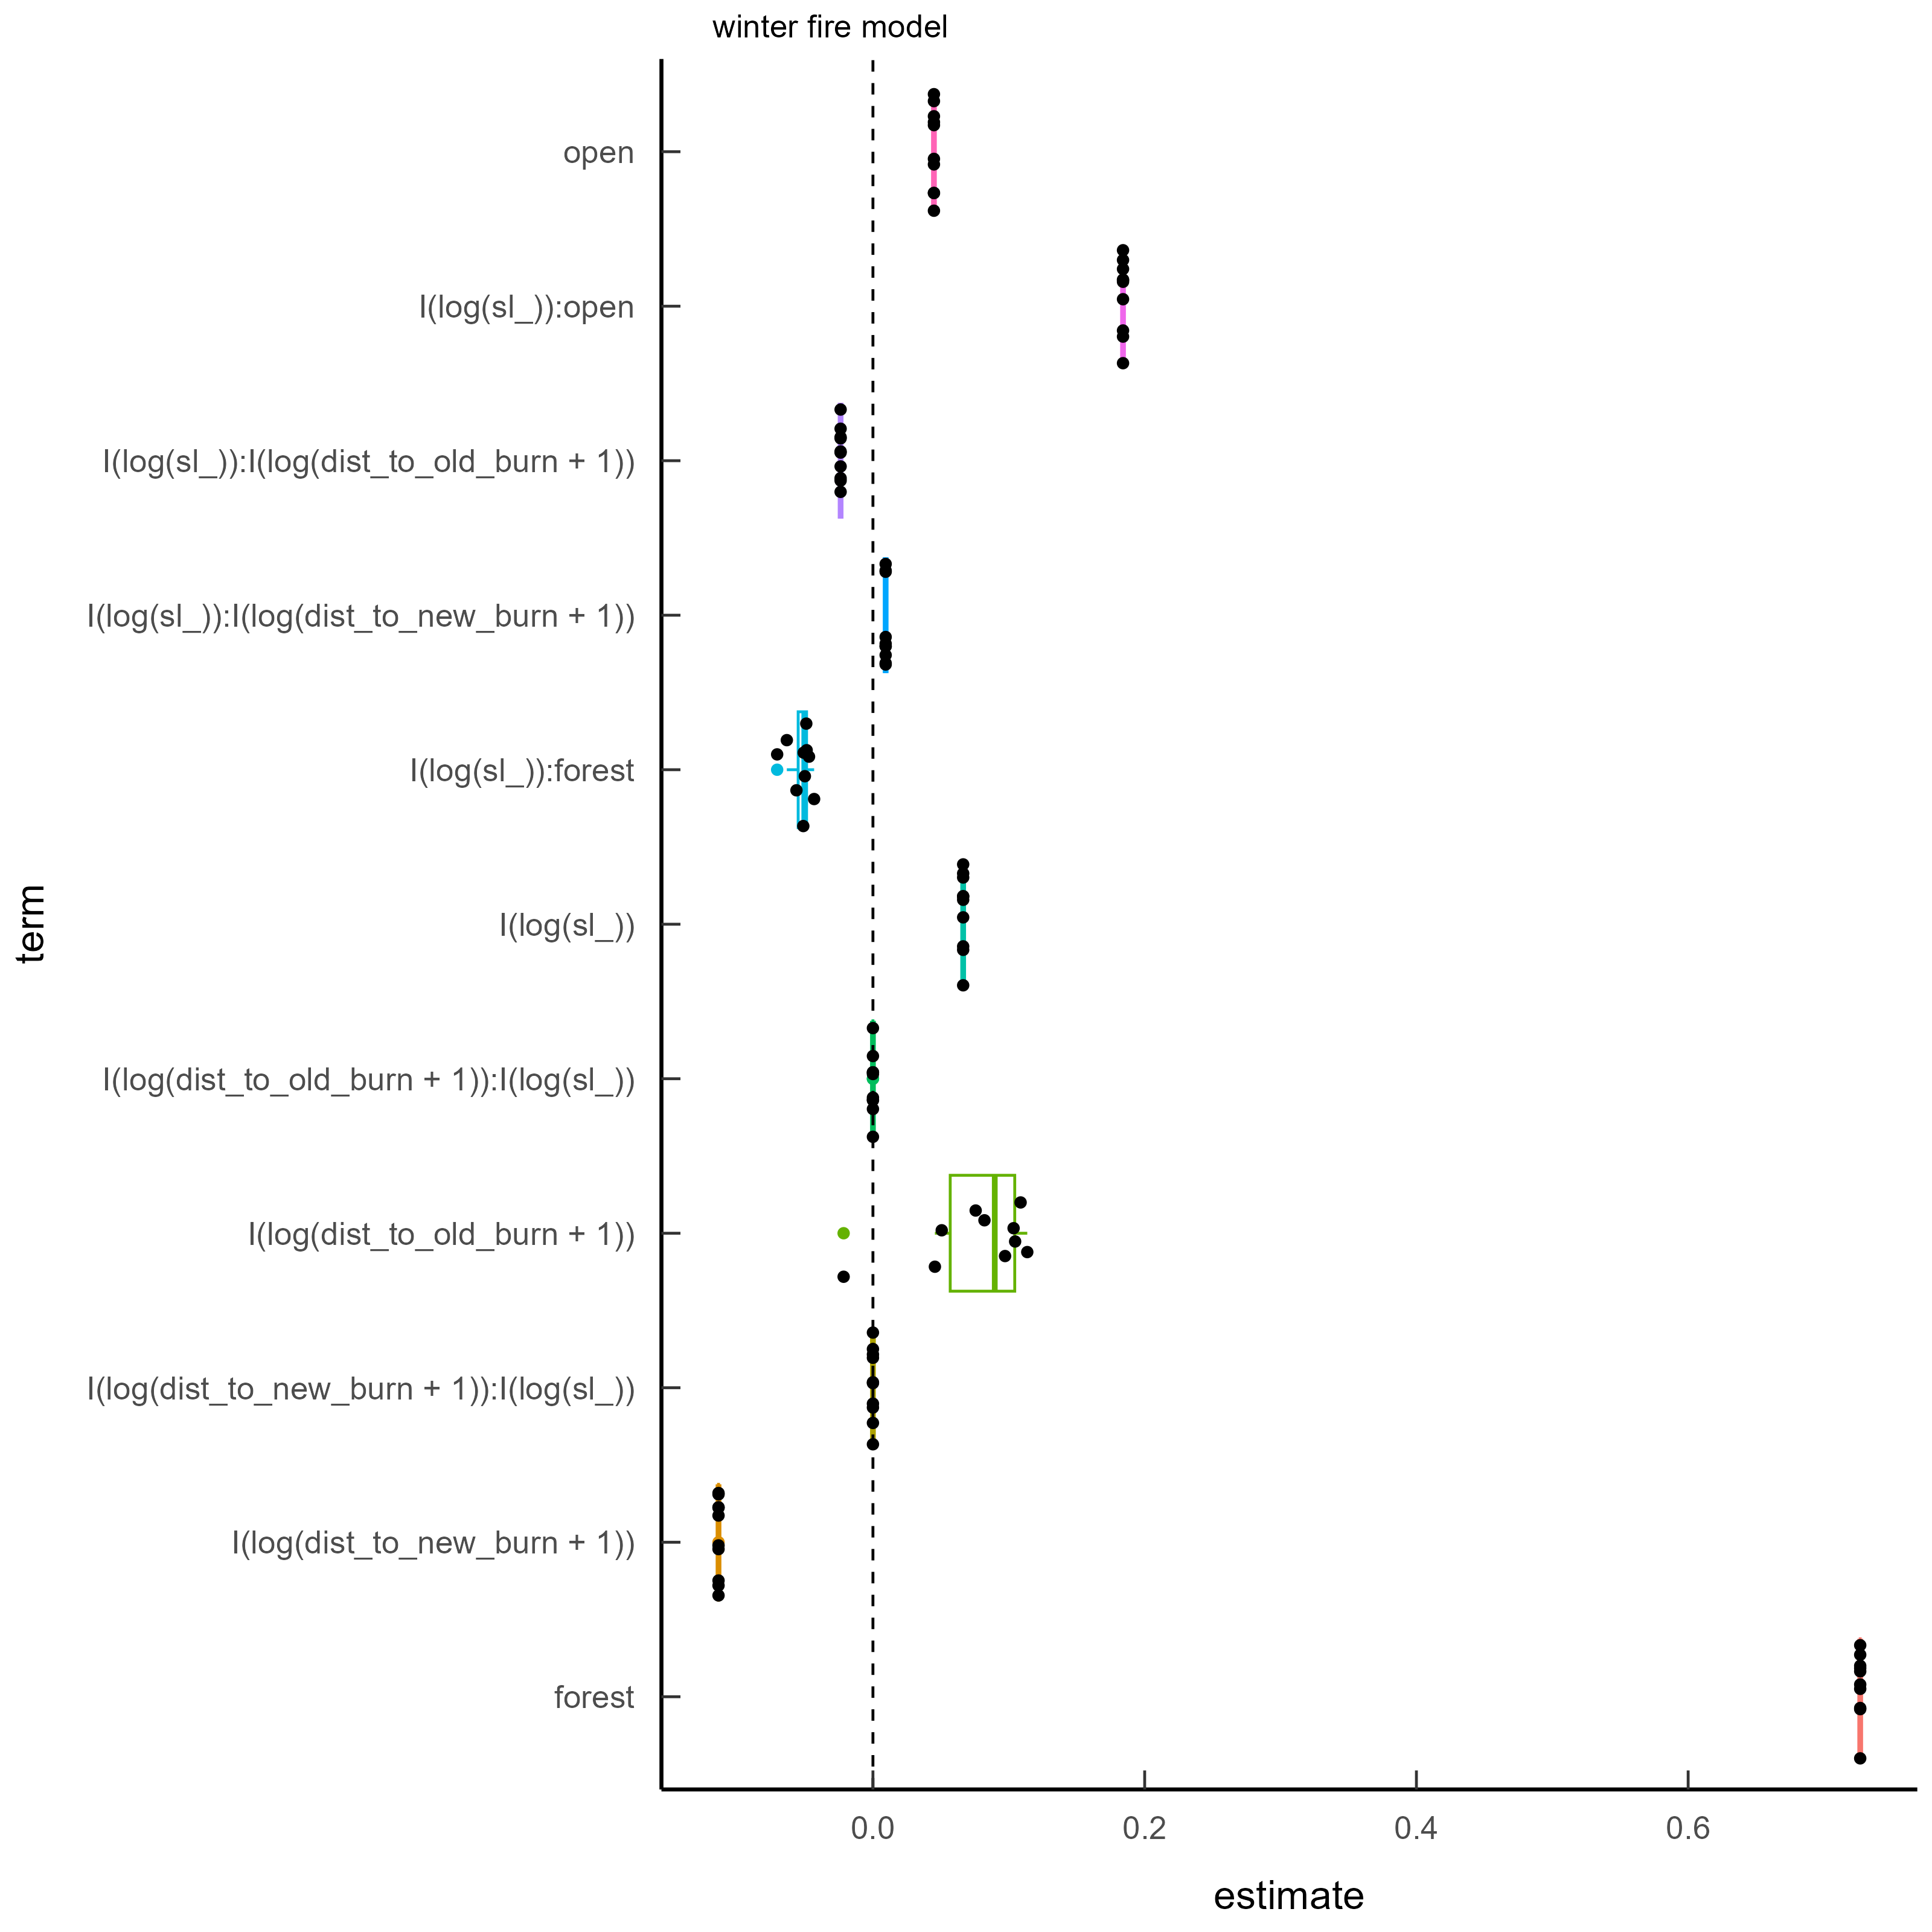 winter fire model
open
I(log(sl_)):open
I(log(sl_)):I(log(dist_to_old_burn + 1))
I(log(sl_)):I(log(dist_to_new_burn + 1))
I(log(sl_)):forest
term
I(log(sl_))
I(log(dist_to_old_burn + 1)):I(log(sl_))
I(log(dist_to_old_burn + 1))
I(log(dist_to_new_burn + 1)):I(log(sl_))
I(log(dist_to_new_burn + 1))
forest
0.0 0.2 0.4 0.6
estimate